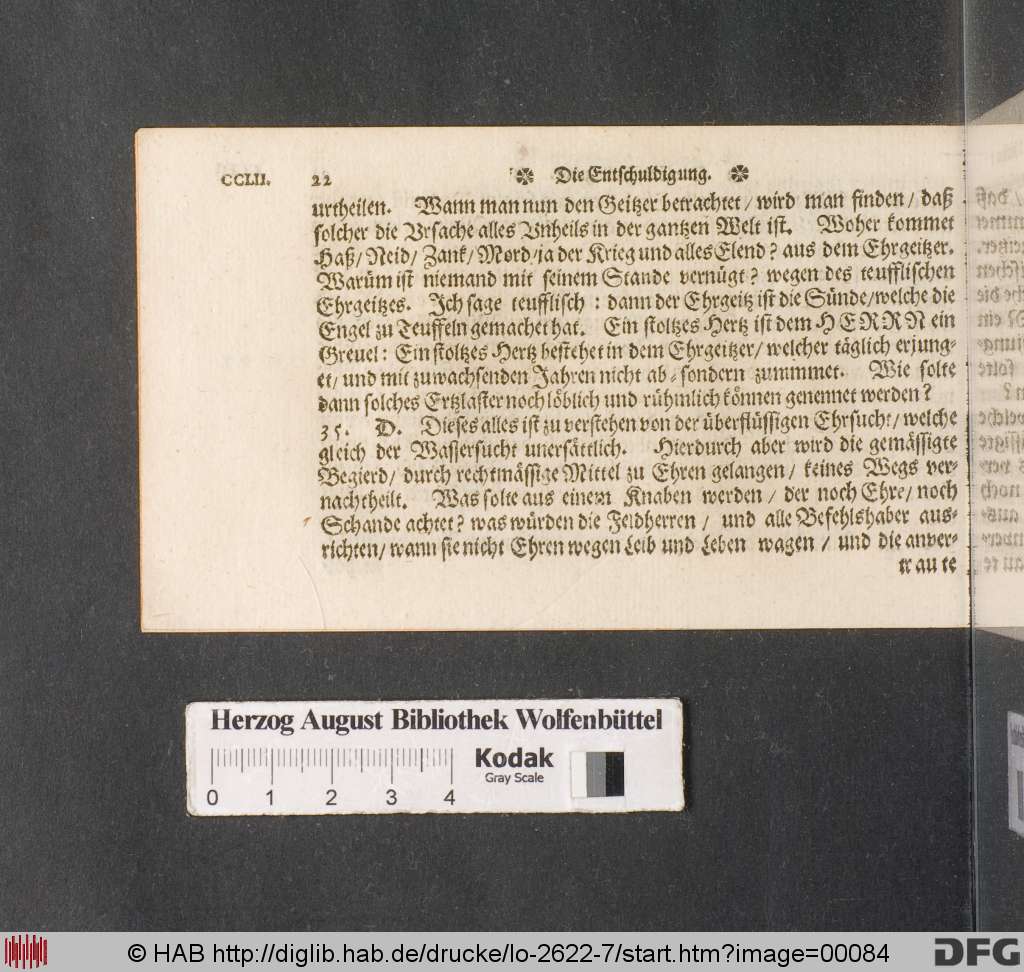 CCLII. 22 Die Entschuldigung.
urtheilen. Wann man nun den Geitzer betrachtet / wird man finden / daß
solcher die Vrsache alles Vnheils in der gantzen Welt ist. Woher kommet
Haß / Neid / Zank / Mord / ja der Krieg und alles Elend? aus dem Ehrgeitzer.
Warüm ist niemand mit seinem Stande vernügt? wegen des teufflischen
Ehrgeitzes. Ich sage teufflisch: dann der Ehrgeitz ist die Sünde / welche die
Engel zu Teuffeln gemachet hat. Ein stoltzes Hertz ist dem HERRN ein
Greuel: Ein stoltzes Hertz bestehet in dem Ehrgeitzer / welcher täglich erjung-
et / und mit zuwachsenden Jahren nicht ab- sondern zunimmet. Wie solte
dann solches Ertzlaster noch löblich und rühmlich können genennet werden?
35. D. Dieses alles ist zu verstehen von der überflüssigen Ehrsucht / welche
gleich der Wassersucht unersättlich. Hierdurch aber wird die gemässigte
Begierd / durch rechtmässige Mittel zu Ehren gelangen / keines Wegs ver-
nachtheilt. Was solte aus einem Knaben werden / der noch Ehre / noch
Schande achtet? was würden die Feldherren / und alle Befehlshaber aus-
richten / wann sie nicht Ehren wegen Leib und Leben wagen / und die anver-
trau te
Herzog August Bibliothek Wolfenbüttel
Kodak
Gray Scale
0 1 2 3 4
© HAB http://diglib.hab.de/drucke/lo-2622-7/start.htm?image=00084
DFG